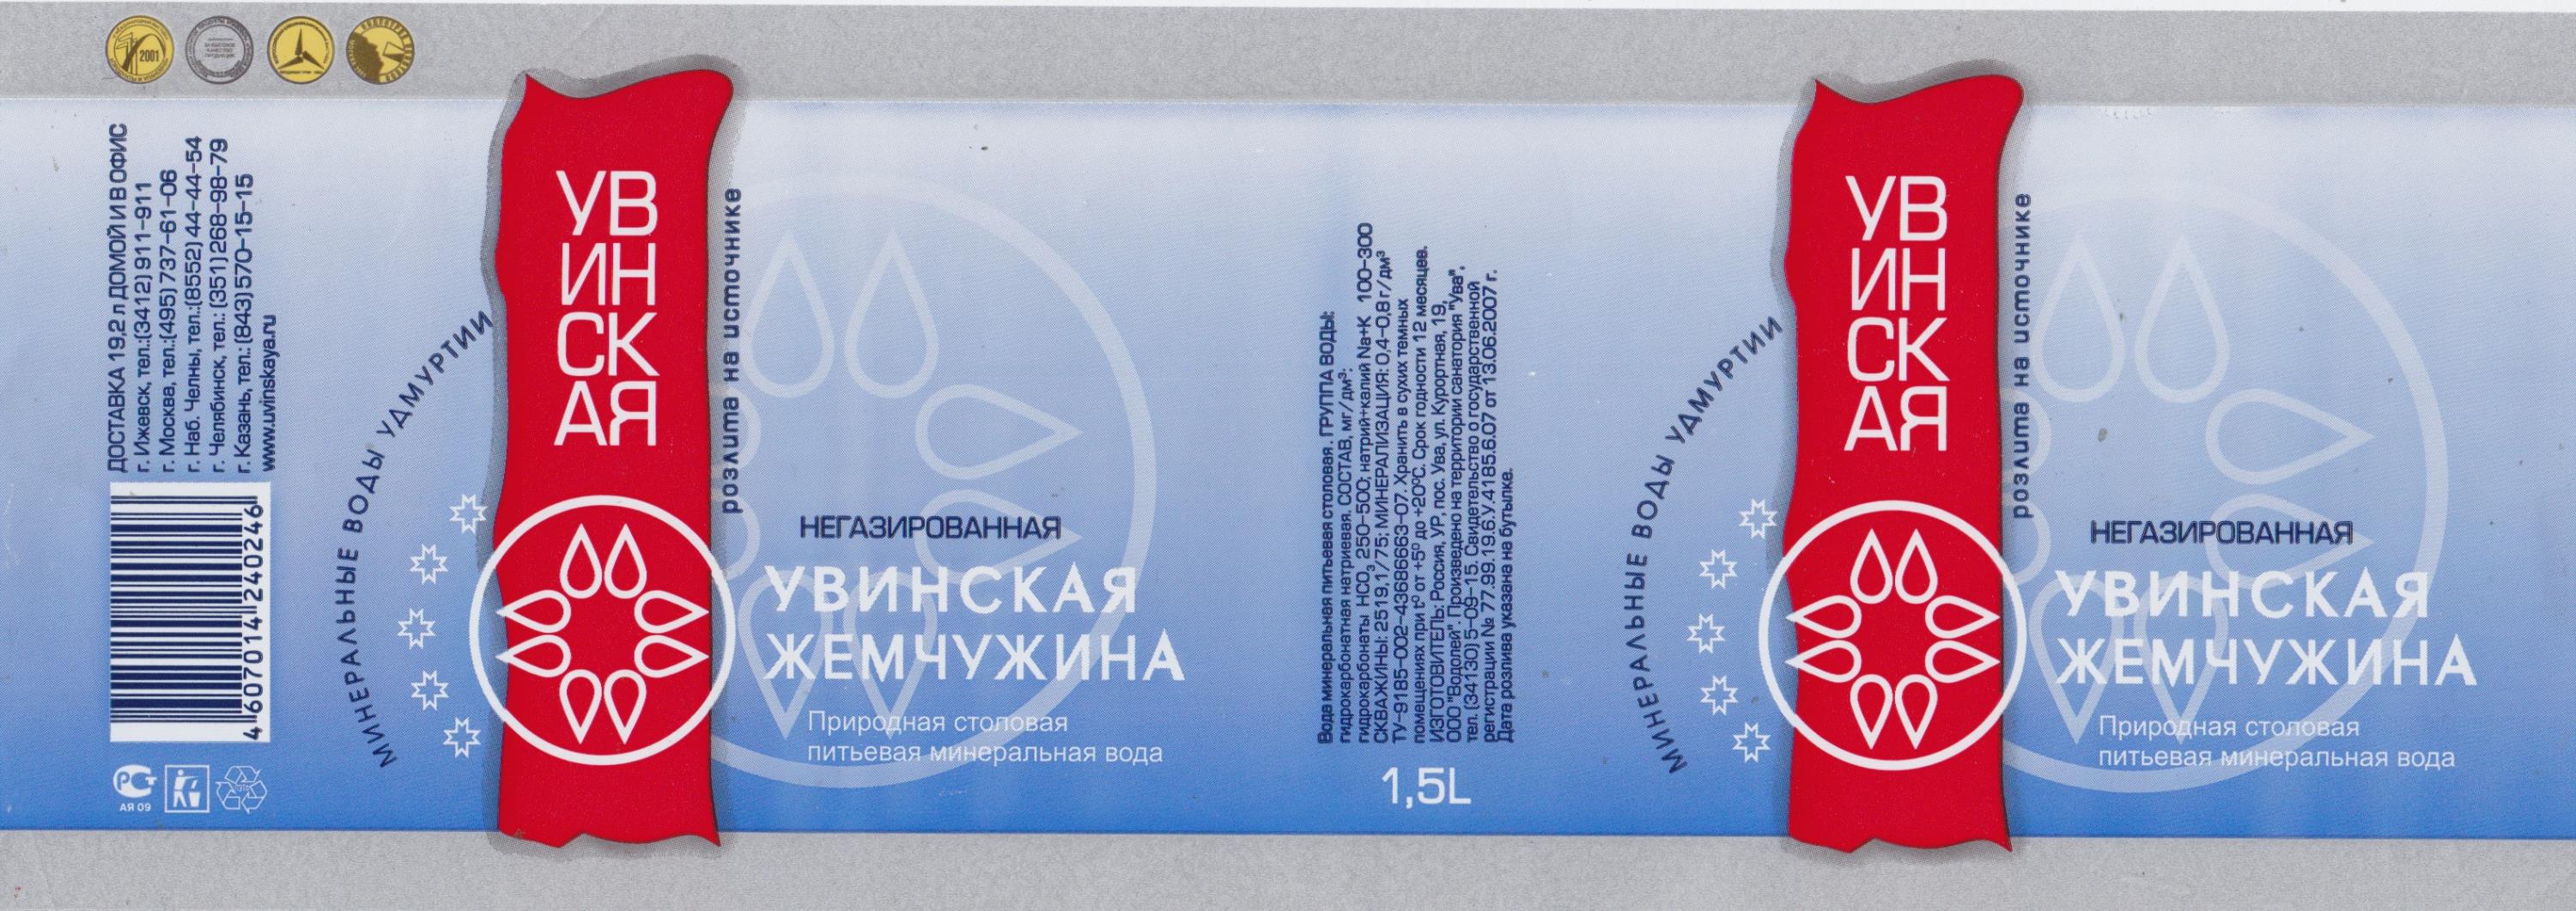 2001
ДОСТАВКА 19,2 л ДОМОЙ И В ОФИС
г. Ижевск, тел.:(3412) 911-911
г. Москва, тел.:(495) 737-61-06
г. Наб. Челны, тел.:(8552) 44-44-54
г. Челябинск, тел.: (351) 268-98-79
г. Казань, тел.: (843) 570-15-15
www.uvinskaya.ru
4 607014 240246
РСТ
АЯ 09
МИНЕРАЛЬНЫЕ ВОДЫ УДМУРТИИ
УВ
ИН
СК
АЯ
розлита на источнике
НЕГАЗИРОВАННАЯ
УВИНСКАЯ
ЖЕМЧУЖИНА
Природная столовая
питьевая минеральная вода
Вода минеральная питьевая столовая. ГРУППА ВОДЫ:
гидрокарбонатная натриевая. СОСТАВ, мг/дм³:
гидрокарбонаты HCO₃ 250-500; натрий+калий Na+K 100-300
СКВАЖИНЫ: 2519,1/75; МИНЕРАЛИЗАЦИЯ: 0,4-0,8 г/дм³
ТУ-9185-002-43686663-07. Хранить в сухих темных
помещениях при t° от +5° до +20°С. Срок годности 12 месяцев.
ИЗГОТОВИТЕЛЬ: Россия, УР, пос. Ува, ул. Курортная, 19,
ООО "Водолей". Произведено на территории санатория "Ува",
тел. (34130) 5-09-15. Свидетельство о государственной
регистрации № 77.99.19.6.У.4185.6.07 от 13.06.2007 г.
Дата розлива указана на бутылке.
1,5L
МИНЕРАЛЬНЫЕ ВОДЫ УДМУРТИИ
УВ
ИН
СК
АЯ
розлита на источнике
НЕГАЗИРОВАННАЯ
УВИНСКАЯ
ЖЕМЧУЖИНА
Природная столовая
питьевая минеральная вода